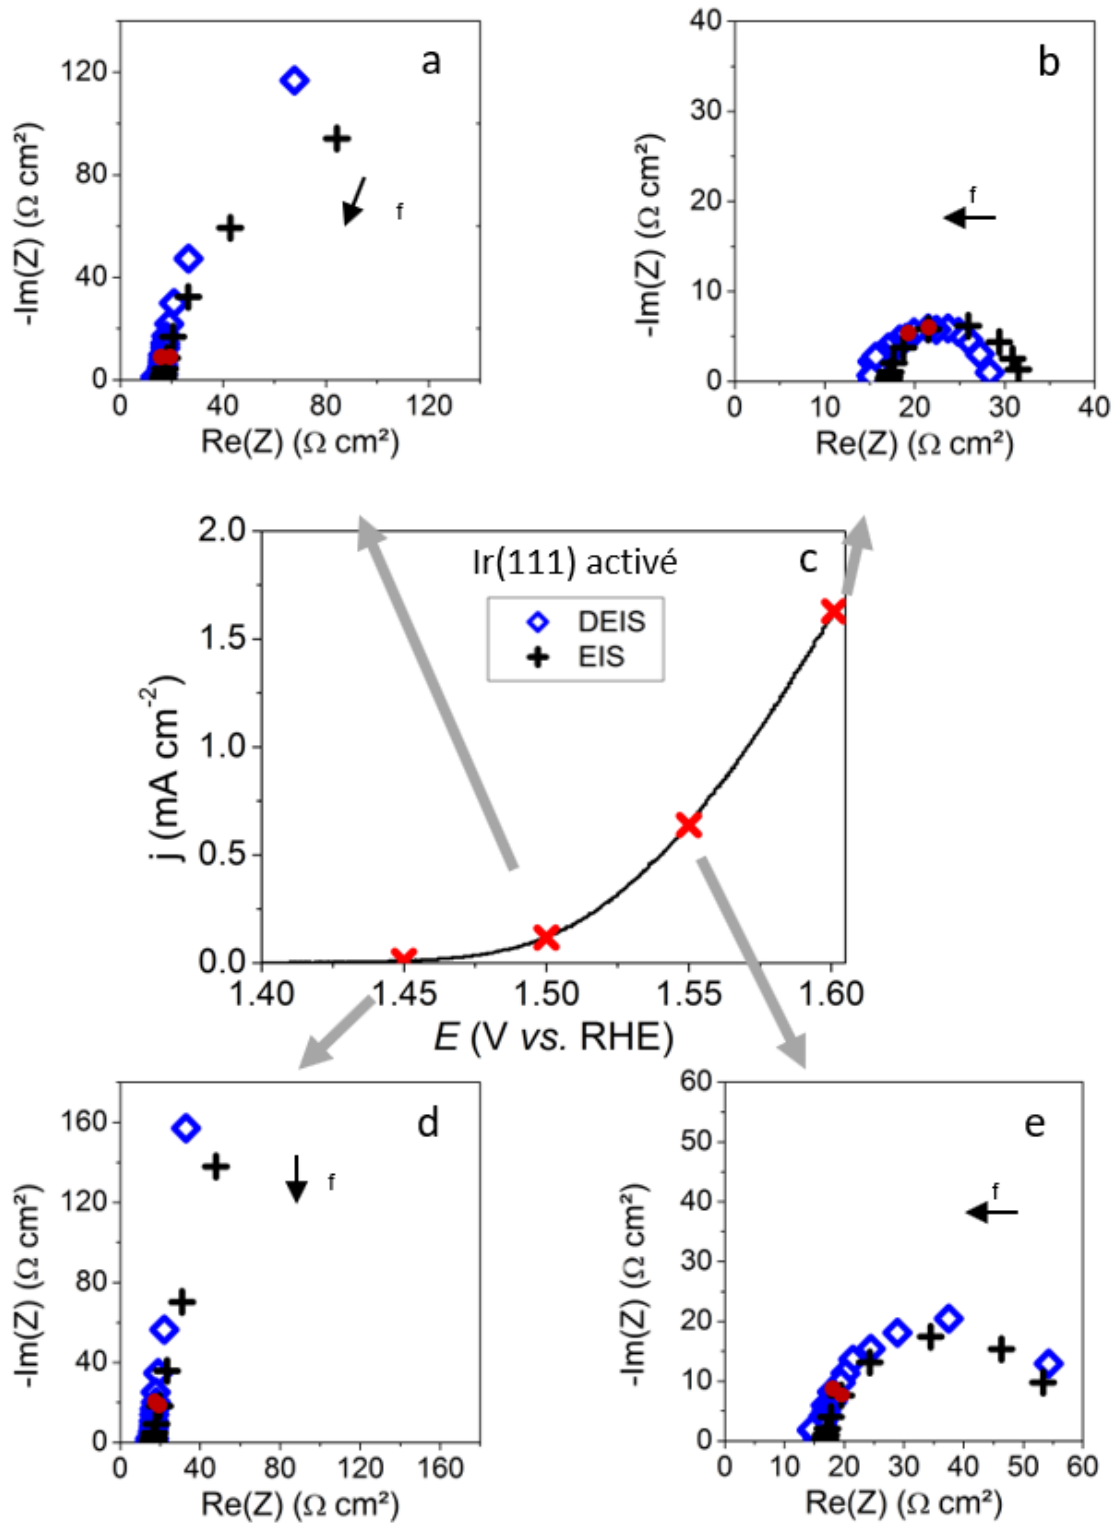 a
120
80
40
0
-Im(Z) (Ω cm²)
f
0 40 80 120
Re(Z) (Ω cm²)
b
40
30
20
10
0
-Im(Z) (Ω cm²)
f
0 10 20 30 40
Re(Z) (Ω cm²)
Ir(111) activé
c
DEIS
EIS
2.0
1.5
1.0
0.5
0.0
j (mA cm⁻²)
1.40 1.45 1.50 1.55 1.60
E (V vs. RHE)
d
160
120
80
40
0
-Im(Z) (Ω cm²)
f
0 40 80 120 160
Re(Z) (Ω cm²)
e
60
50
40
30
20
10
0
-Im(Z) (Ω cm²)
f
0 10 20 30 40 50 60
Re(Z) (Ω cm²)